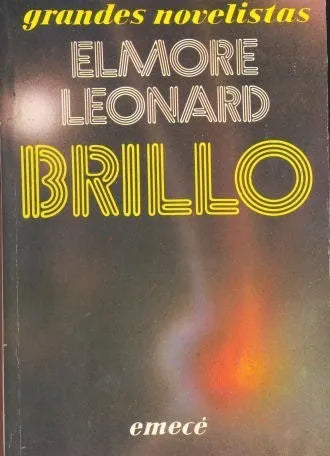 grandes novelistas
ELMORE
LEONARD
BRILLO
emecé